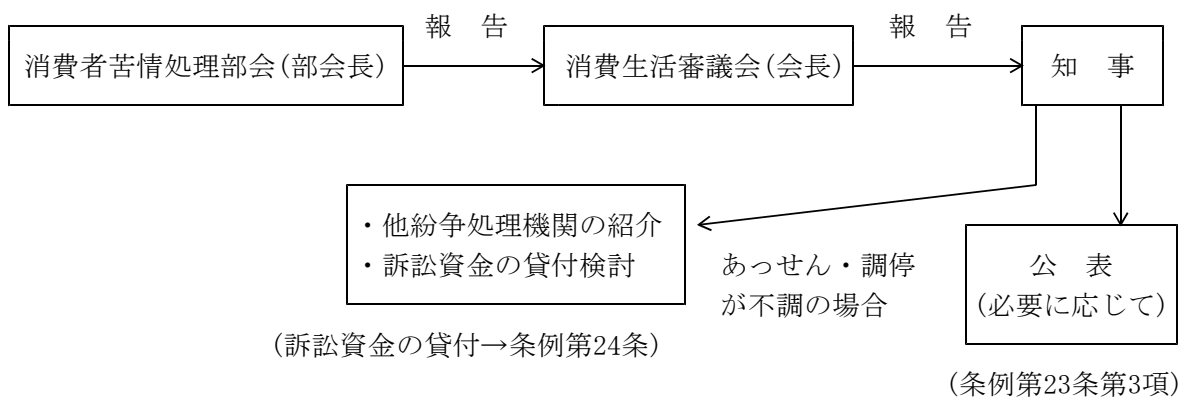 報　告
報　告
消費者苦情処理部会(部会長)
消費生活審議会(会長)
知　事
・他紛争処理機関の紹介
・訴訟資金の貸付検討
あっせん・調停
が不調の場合
公　表
(必要に応じて)
(訴訟資金の貸付→条例第24条)
(条例第23条第3項)